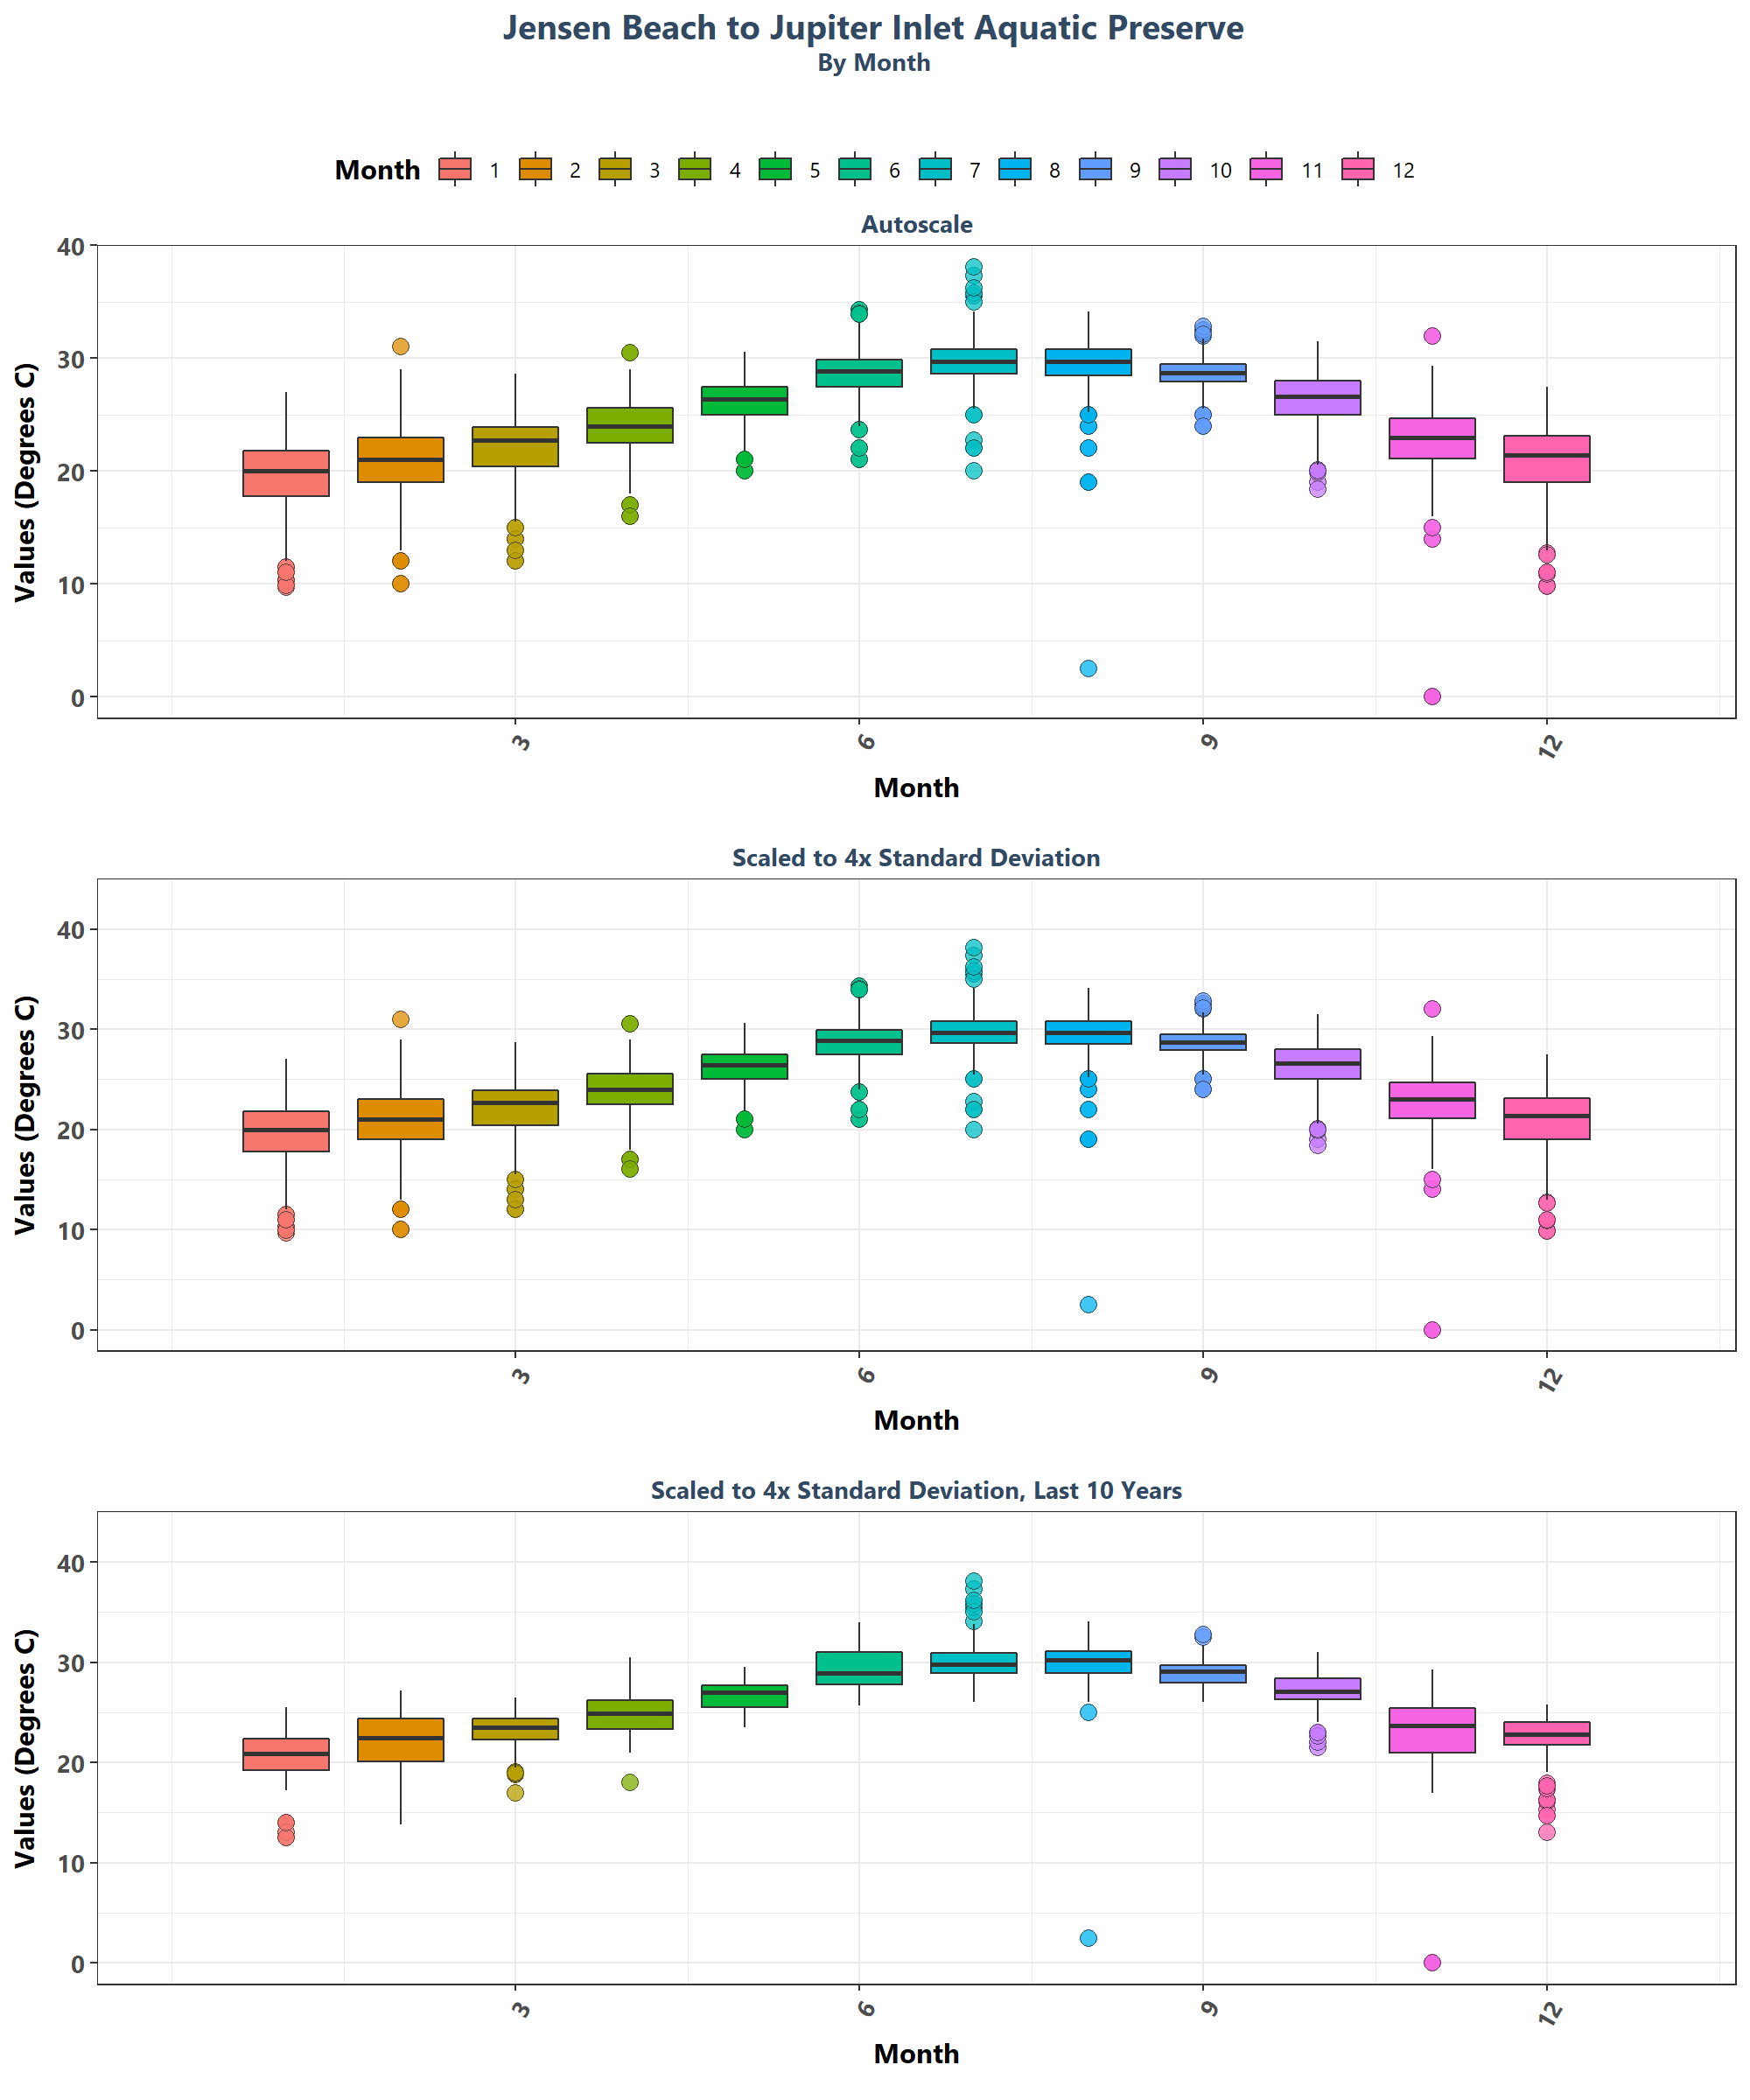 Jensen Beach to Jupiter Inlet Aquatic Preserve
By Month
Month 1 2 3 4 5 6 7 8 9 10 11 12
Autoscale
Values (Degrees C)
40
30
20
10
0
3 6 9 12
Month
Scaled to 4x Standard Deviation
Values (Degrees C)
40
30
20
10
0
3 6 9 12
Month
Scaled to 4x Standard Deviation, Last 10 Years
Values (Degrees C)
40
30
20
10
0
3 6 9 12
Month